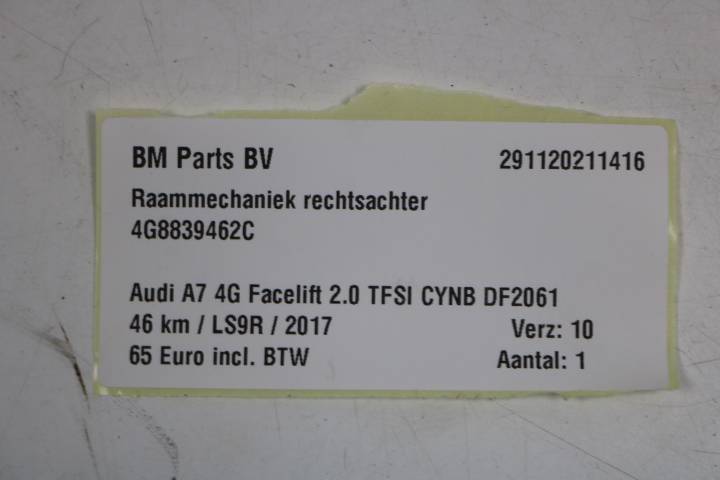 BM Parts BV 291120211416
Raammechaniek rechtsachter
4G8839462C
Audi A7 4G Facelift 2.0 TFSI CYNB DF2061
46 km / LS9R / 2017 Verz: 10
65 Euro incl. BTW Aantal: 1